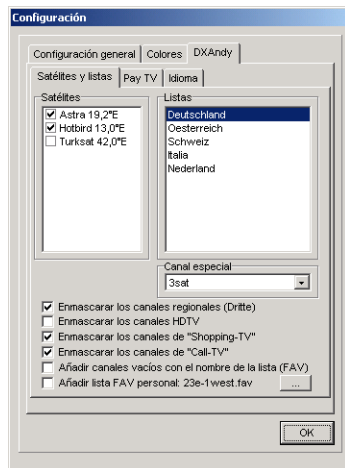 Configuración
Configuración general Colores DXAndy
Satélites y listas Pay TV Idioma
Satélites
Astra 19,2°E
Hotbird 13,0°E
Turksat 42,0°E
Listas
Deutschland
Oesterreich
Schweiz
Italia
Nederland
Canal especial
3sat
Enmascarar los canales regionales (Dritte)
Enmascarar los canales HDTV
Enmascarar los canales de "Shopping-TV"
Enmascarar los canales de "Call-TV"
Añadir canales vacíos con el nombre de la lista (FAV)
Añadir lista FAV personal: 23e-1west.fav ...
OK